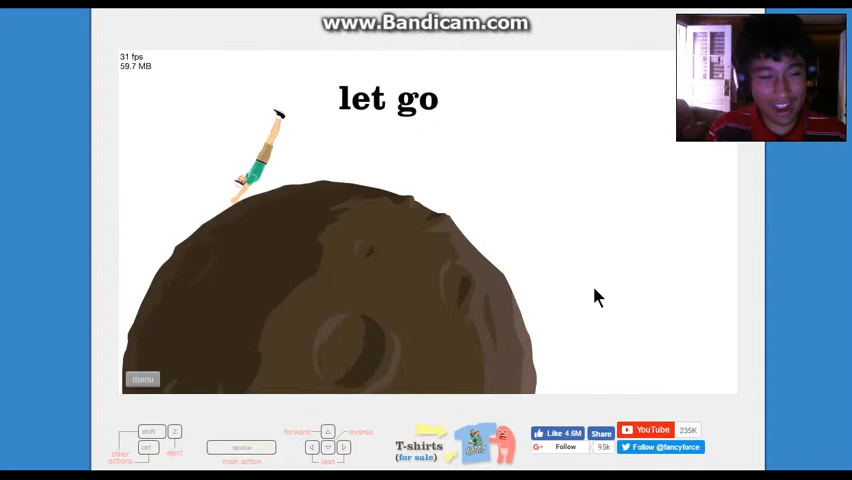 www.Bandicam.com
31 fps
59.7 MB
let go
menu
shift
Z
ctrl
eject
other
actions
space
main action
forward
reverse
lean
T-shirts
(for sale)
Like 4.6M
Share
YouTube
235K
G+
Follow
95k
Follow @fancyforce